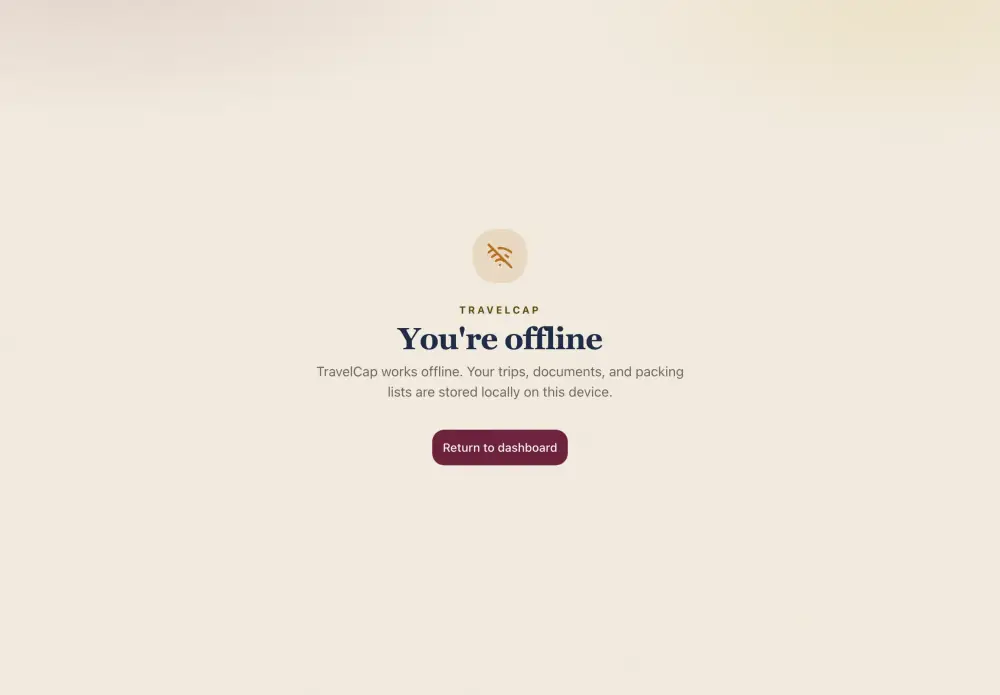 TRAVELCAP
You're offline
TravelCap works offline. Your trips, documents, and packing
lists are stored locally on this device.
Return to dashboard